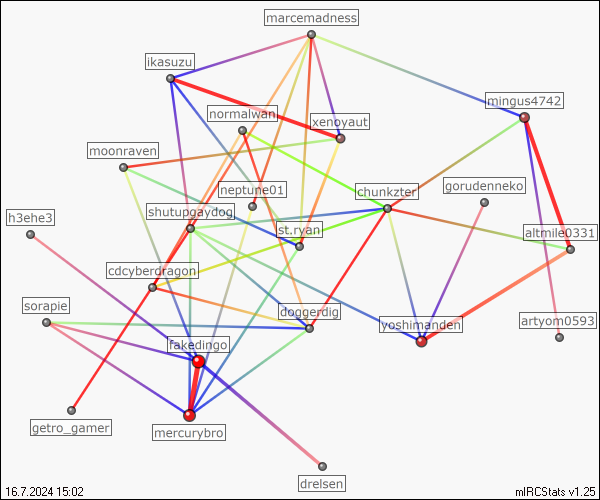 marcemadness
ikasuzu
mingus4742
normalwan
xenoyaut
moonraven
neptune01
chunkzter
gorudenneko
h3ehe3
shutupgaydog
st.ryan
altmile0331
cdcyberdragon
sorapie
doggerdig
yoshimanden
artyom0593
fakedingo
getro_gamer
mercurybro
drelsen
16.7.2024 15:02
mIRCStats v1.25